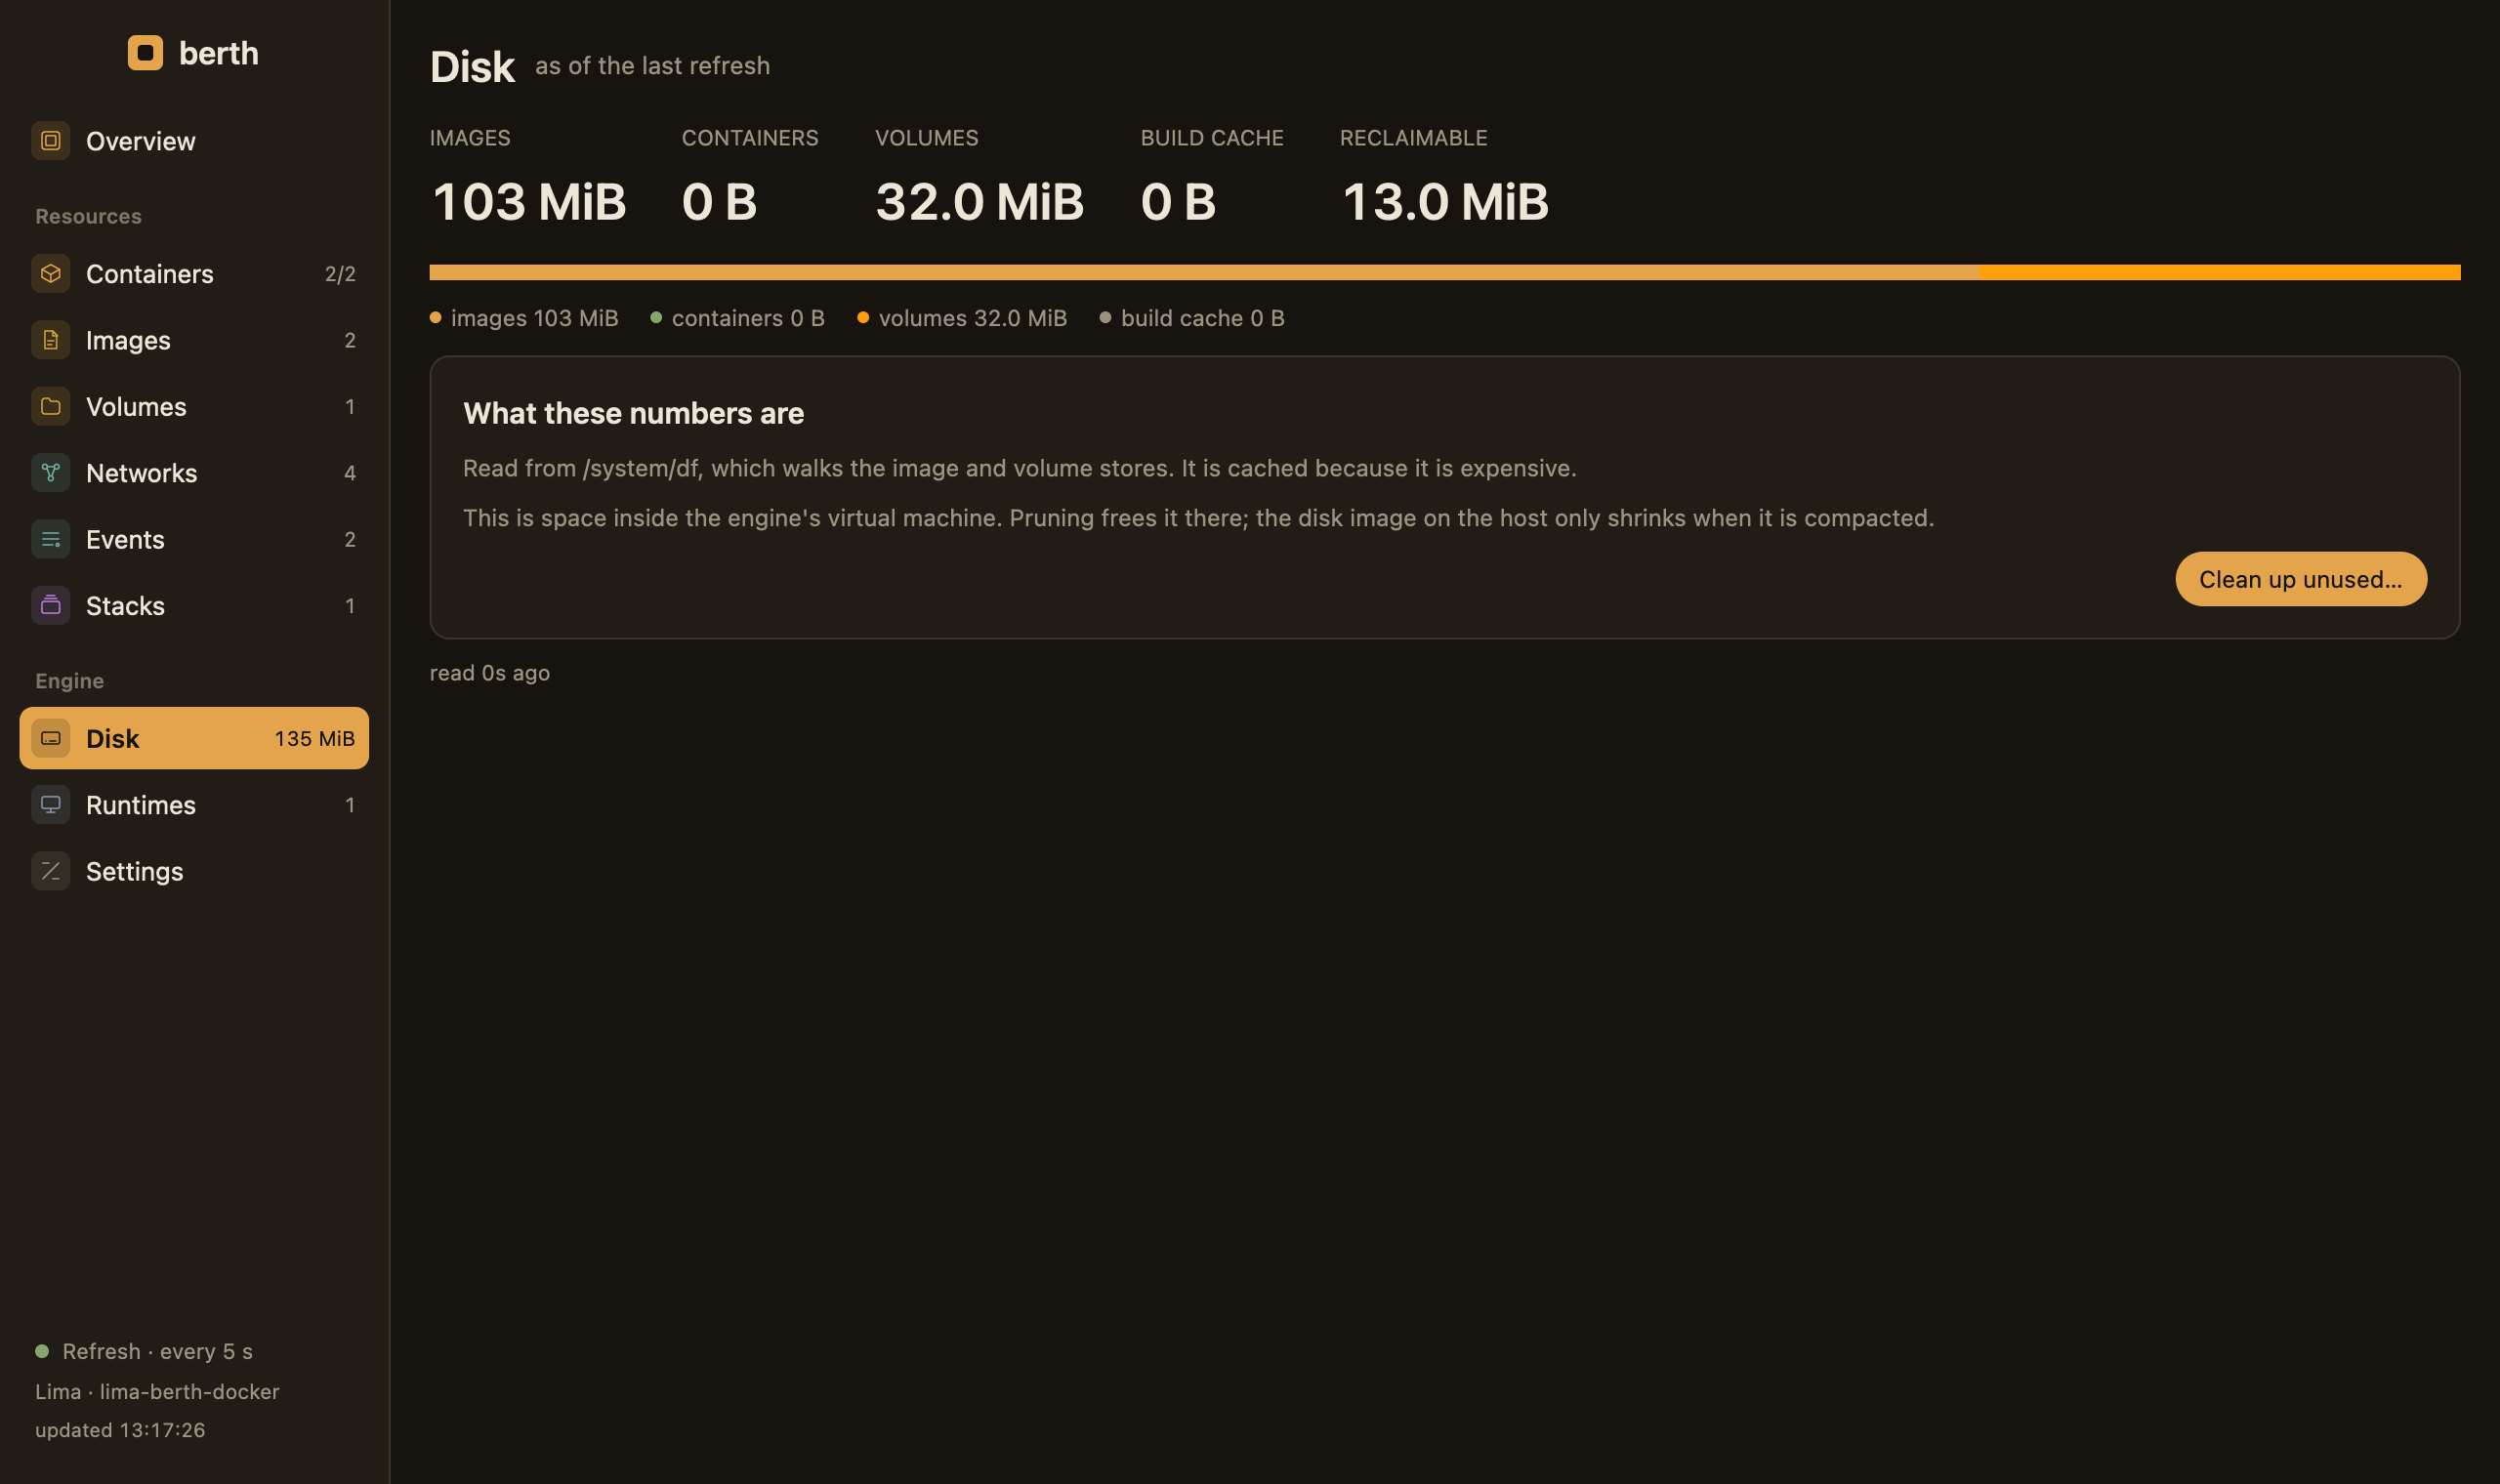 berth
Overview
Resources
Containers 2/2
Images 2
Volumes 1
Networks 4
Events 2
Stacks 1
Engine
Disk 135 MiB
Runtimes 1
Settings
Refresh · every 5 s
Lima · lima-berth-docker
updated 13:17:26
Disk as of the last refresh
IMAGES CONTAINERS VOLUMES BUILD CACHE RECLAIMABLE
103 MiB 0 B 32.0 MiB 0 B 13.0 MiB
images 103 MiB containers 0 B volumes 32.0 MiB build cache 0 B
What these numbers are
Read from /system/df, which walks the image and volume stores. It is cached because it is expensive.
This is space inside the engine's virtual machine. Pruning frees it there; the disk image on the host only shrinks when it is compacted.
Clean up unused...
read 0s ago